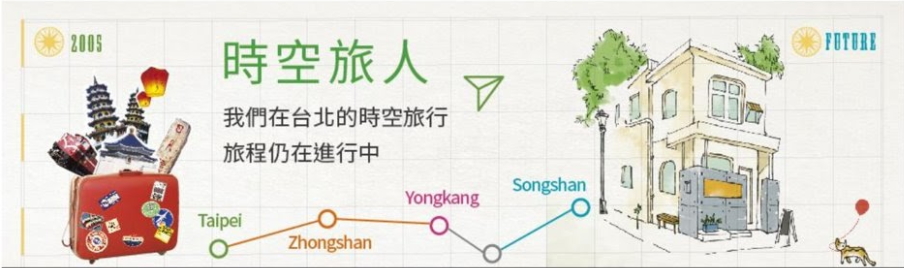 2005
時空旅人
FUTURE
我們在台北的時空旅行
旅程仍在進行中
Taipei
Zhongshan
Yongkang
Songshan